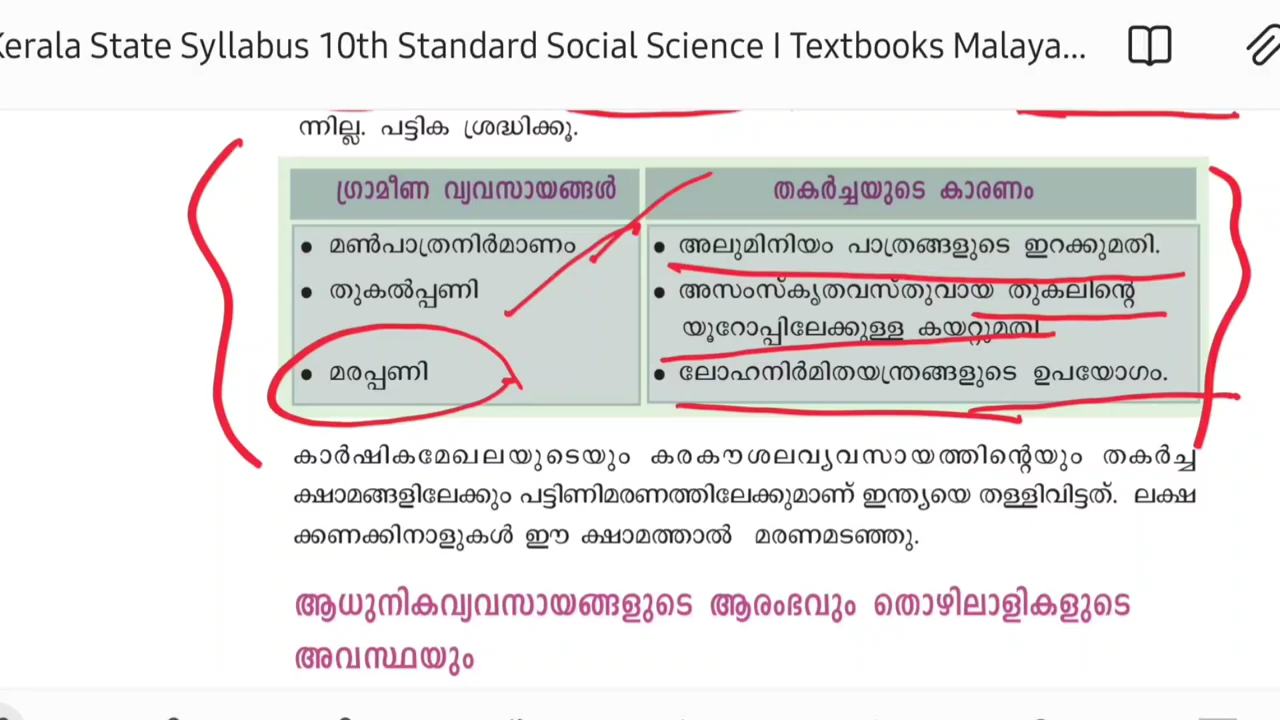 Kerala State Syllabus 10th Standard Social Science I Textbooks Malaya...
ന്നില്ല. പട്ടിക ശ്രദ്ധിക്കൂ.
ഗ്രാമീണ വ്യവസായങ്ങൾ
തകർച്ചയുടെ കാരണം
• മൺപാത്രനിർമാണം
• അലുമിനിയം പാത്രങ്ങളുടെ ഇറക്കുമതി.
• തുകൽപ്പണി
• അസംസ്കൃതവസ്തുവായ തുകലിന്റെ
യൂറോപ്പിലേക്കുള്ള കയറ്റുമതി
• മരപ്പണി
• ലോഹനിർമിതയന്ത്രങ്ങളുടെ ഉപയോഗം.
കാർഷികമേഖലയുടെയും കരകൗശലവ്യവസായത്തിന്റെയും തകർച്ച
ക്ഷാമങ്ങളിലേക്കും പട്ടിണിമരണത്തിലേക്കുമാണ് ഇന്ത്യയെ തള്ളിവിട്ടത്. ലക്ഷ
ക്കണക്കിനാളുകൾ ഈ ക്ഷാമത്താൽ മരണമടഞ്ഞു.
ആധുനികവ്യവസായങ്ങളുടെ ആരംഭവും തൊഴിലാളികളുടെ
അവസ്ഥയും